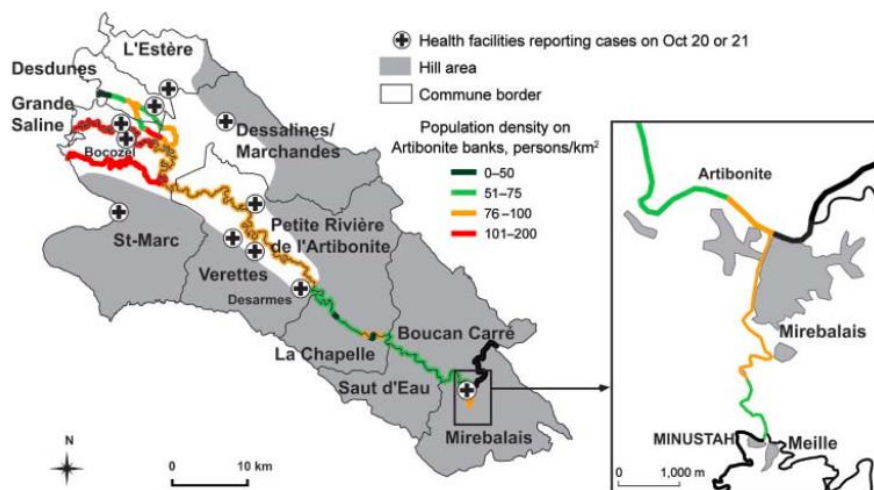 L'Estère
Desdunes
Grande
Saline
Bocozel
Dessalines/
Marchandes
St-Marc
Petite Rivière
de l'Artibonite
Verettes
Desarmes
La Chapelle
Boucan Carré
Saut d'Eau
Mirebalais
N
0 10 km
Health facilities reporting cases on Oct 20 or 21
Hill area
Commune border
Population density on
Artibonite banks, persons/km²
0–50
51–75
76–100
101–200
Artibonite
Mirebalais
MINUSTAH
Meille
0 1,000 m